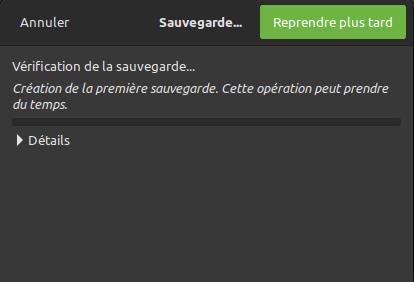 Annuler Sauvegarde... Reprendre plus tard
Vérification de la sauvegarde...
Création de la première sauvegarde. Cette opération peut prendre
du temps.
Détails